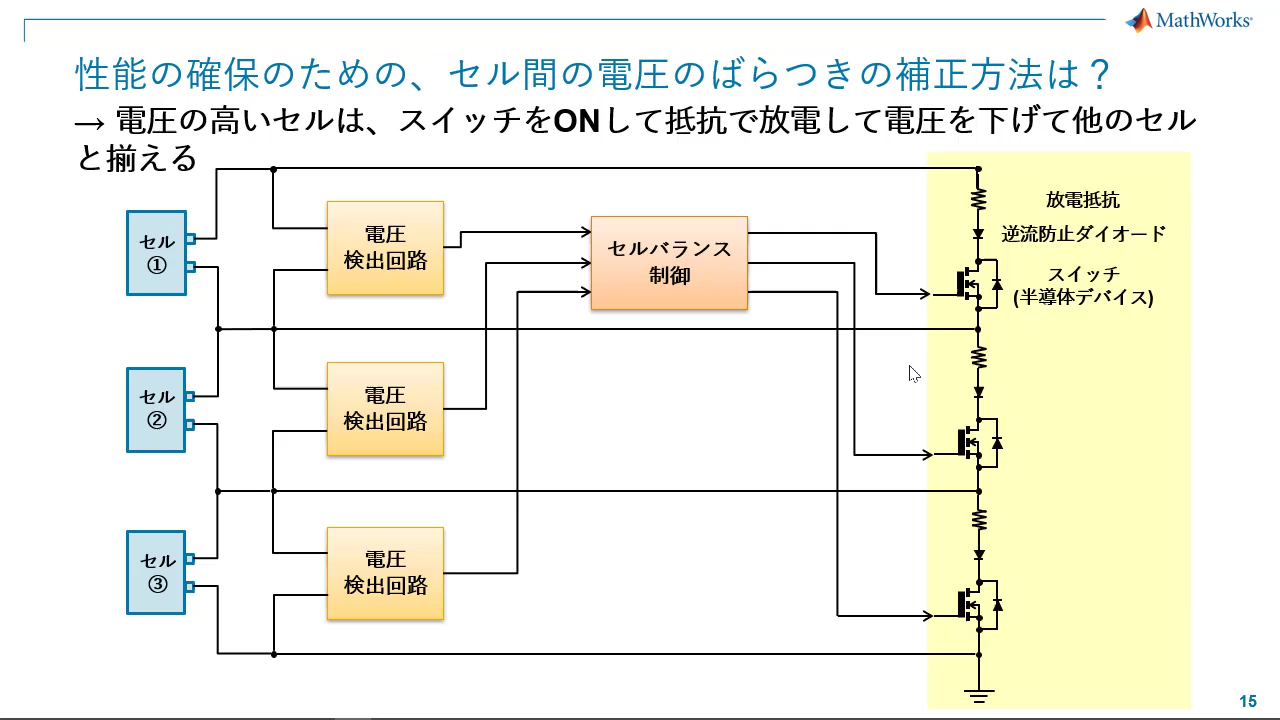 MathWorks
性能の確保のための、セル間の電圧のばらつきの補正方法は？
→ 電圧の高いセルは、スイッチをONして抵抗で放電して電圧を下げて他のセル
と揃える
放電抵抗
逆流防止ダイオード
スイッチ
(半導体デバイス)
セル
①
電圧
検出回路
セルバランス
制御
セル
②
電圧
検出回路
セル
③
電圧
検出回路
15